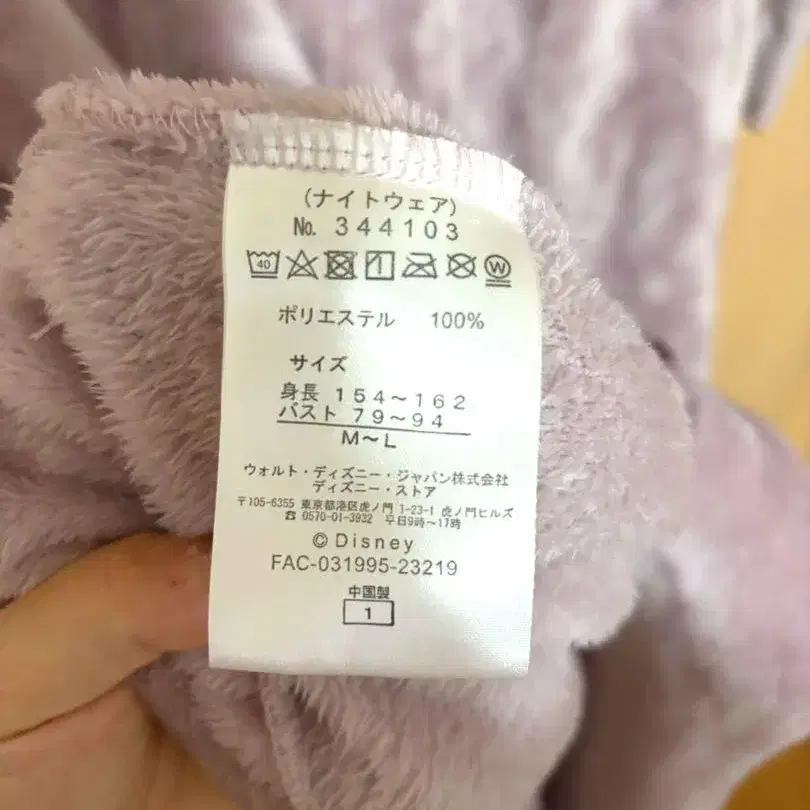 (ナイトウェア)
№ 344103
40
ポリエステル 100%
サイズ
身長 154～162
バスト 79～94
M～L
ウォルト・ディズニー・ジャパン株式会社
ディズニー・ストア
〒105-6355 東京都港区虎ノ門 1-23-1 虎ノ門ヒルズ
☎ 0570-01-3932 平日9時～17時
©Disney
FAC-031995-23219
中国製
1